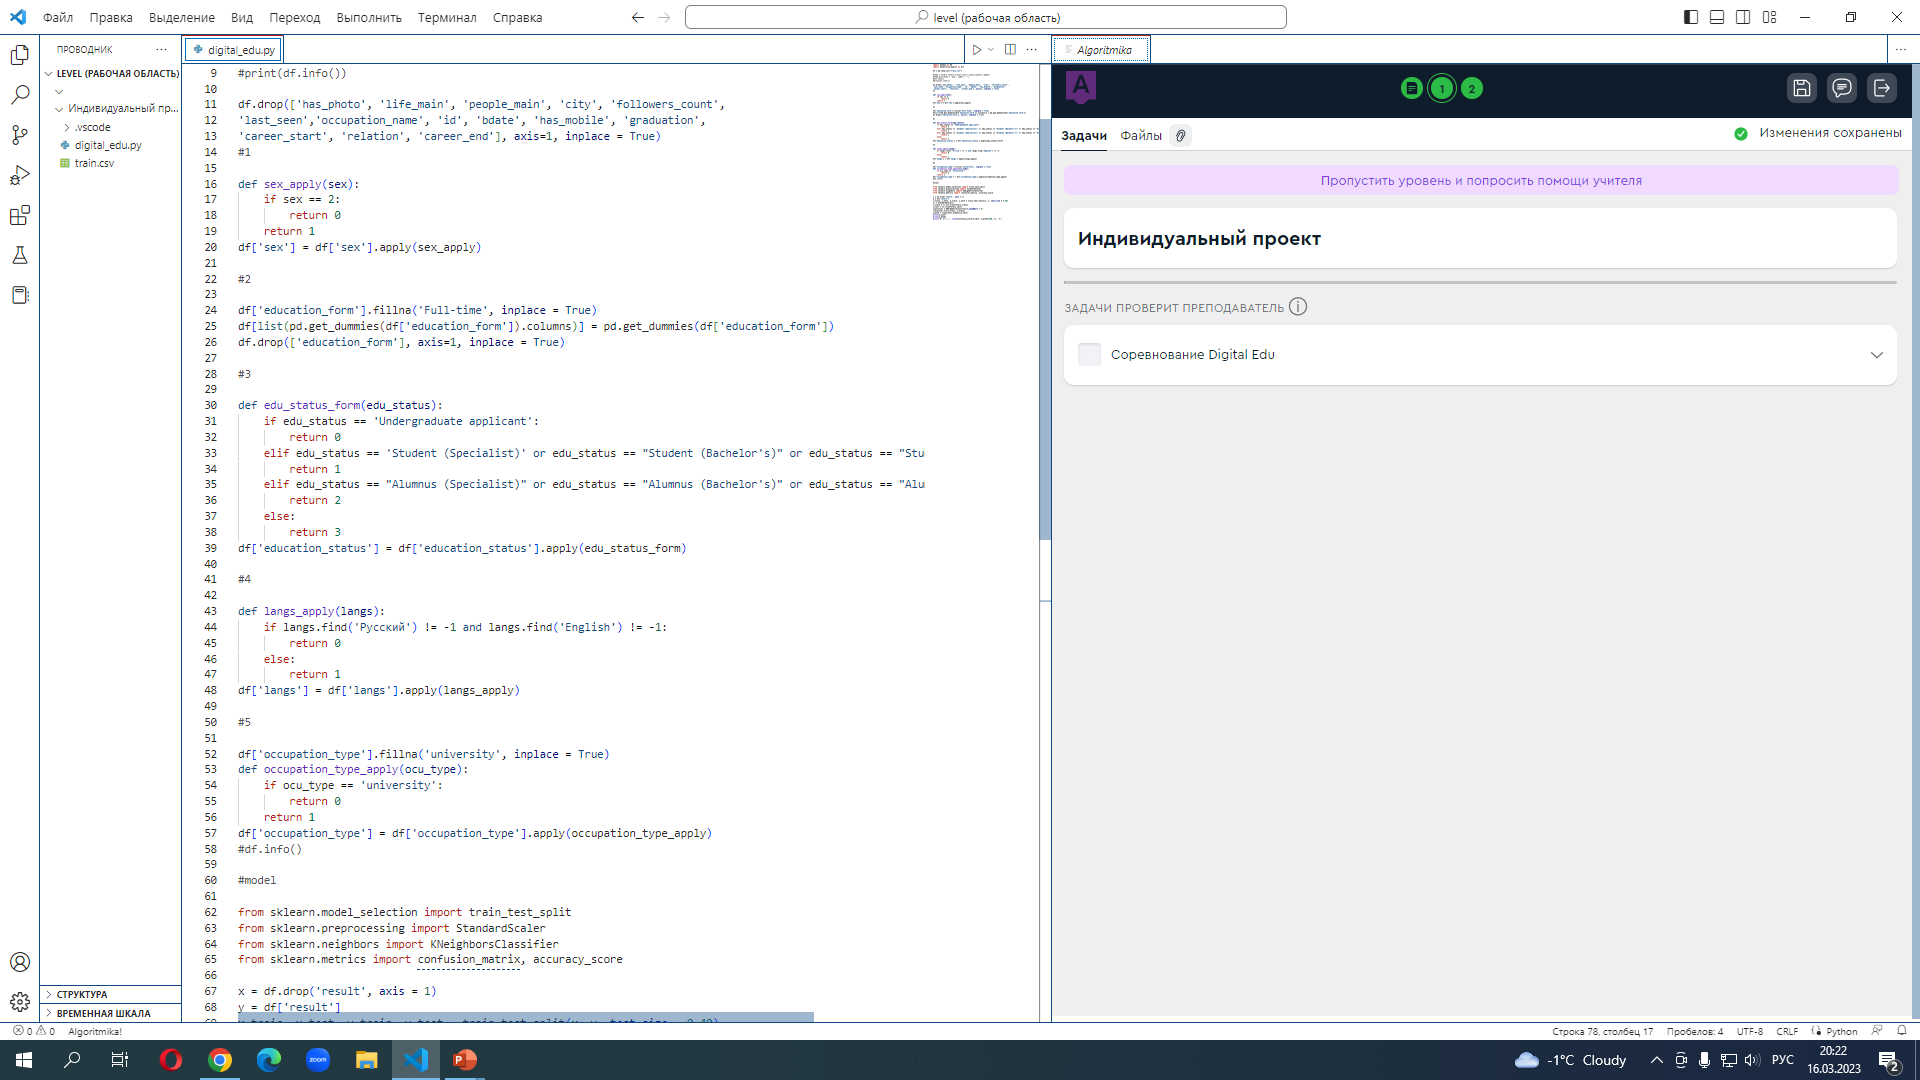 Файл Правка Выделение Вид Переход Выполнить Терминал Справка
level (рабочая область)
ПРОВОДНИК
LEVEL (РАБОЧАЯ ОБЛАСТЬ)
Индивидуальный пр...
.vscode
digital_edu.py
train.csv
СТРУКТУРА
ВРЕМЕННАЯ ШКАЛА
digital_edu.py
9 #print(df.info())
10
11 df.drop(['has_photo', 'life_main', 'people_main', 'city', 'followers_count',
12 'last_seen','occupation_name', 'id', 'bdate', 'has_mobile', 'graduation',
13 'career_start', 'relation', 'career_end'], axis=1, inplace = True)
14 #1
15
16 def sex_apply(sex):
17 if sex == 2:
18 return 0
19 return 1
20 df['sex'] = df['sex'].apply(sex_apply)
21
22 #2
23
24 df['education_form'].fillna('Full-time', inplace = True)
25 df[list(pd.get_dummies(df['education_form']).columns)] = pd.get_dummies(df['education_form'])
26 df.drop(['education_form'], axis=1, inplace = True)
27
28 #3
29
30 def edu_status_form(edu_status):
31 if edu_status == 'Undergraduate applicant':
32 return 0
33 elif edu_status == 'Student (Specialist)' or edu_status == "Student (Bachelor's)" or edu_status == "Stu
34 return 1
35 elif edu_status == "Alumnus (Specialist)" or edu_status == "Alumnus (Bachelor's)" or edu_status == "Alu
36 return 2
37 else:
38 return 3
39 df['education_status'] = df['education_status'].apply(edu_status_form)
40
41 #4
42
43 def langs_apply(langs):
44 if langs.find('Русский') != -1 and langs.find('English') != -1:
45 return 0
46 else:
47 return 1
48 df['langs'] = df['langs'].apply(langs_apply)
49
50 #5
51
52 df['occupation_type'].fillna('university', inplace = True)
53 def occupation_type_apply(ocu_type):
54 if ocu_type == 'university':
55 return 0
56 return 1
57 df['occupation_type'] = df['occupation_type'].apply(occupation_type_apply)
58 #df.info()
59
60 #model
61
62 from sklearn.model_selection import train_test_split
63 from sklearn.preprocessing import StandardScaler
64 from sklearn.neighbors import KNeighborsClassifier
65 from sklearn.metrics import confusion_matrix, accuracy_score
66
67 x = df.drop('result', axis = 1)
68 y = df['result']
Algoritmika
A
1 2
Задачи Файлы
Изменения сохранены
Пропустить уровень и попросить помощи учителя
Индивидуальный проект
ЗАДАЧИ ПРОВЕРИТ ПРЕПОДАВАТЕЛЬ
Соревнование Digital Edu
0 0 Algoritmika!
Строка 78, столбец 17 Пробелов: 4 UTF-8 CRLF Python
zoom
-1°C Cloudy
РУС
20:22
16.03.2023
2